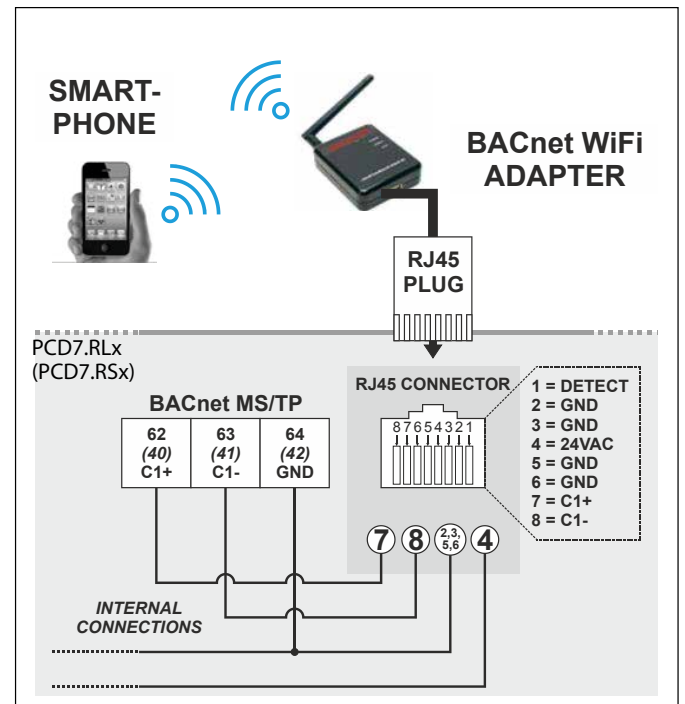 SMART-
PHONE
BACnet WiFi
ADAPTER
RJ45
PLUG
PCD7.RLx
(PCD7.RSx)
BACnet MS/TP
62
(40)
C1+
63
(41)
C1-
64
(42)
GND
RJ45 CONNECTOR
87654321
1 = DETECT
2 = GND
3 = GND
4 = 24VAC
5 = GND
6 = GND
7 = C1+
8 = C1-
7
8
2,3,
5,6
4
INTERNAL
CONNECTIONS